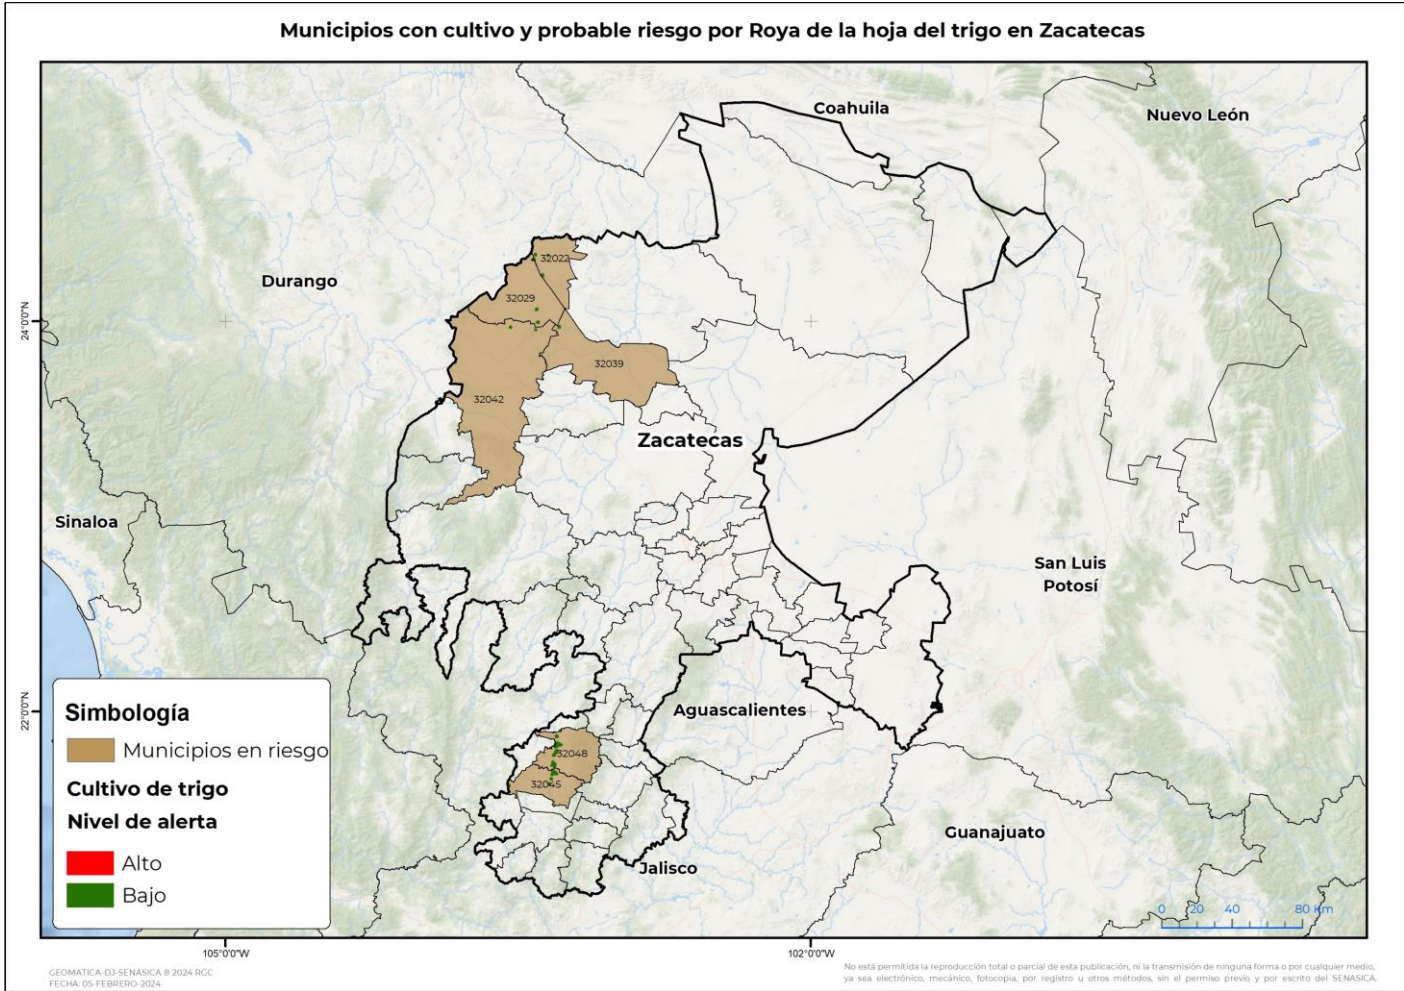 Municipios con cultivo y probable riesgo por Roya de la hoja del trigo en Zacatecas
Coahuila
Nuevo León
Durango
32022
32029
24°0'0"N
32039
32042
Zacatecas
Sinaloa
San Luis
Potosí
22°0'0"N
Aguascalientes
32048
32045
Guanajuato
Jalisco
Simbología
Municipios en riesgo
Cultivo de trigo
Nivel de alerta
Alto
Bajo
0 20 40 80 Km
105°0'0"W
102°0'0"W
GEOMATICA-DJ-SENASICA ® 2024 RGC
FECHA: 05-FEBRERO-2024
No está permitida la reproducción total o parcial de esta publicación, ni la transmisión de ninguna forma o por cualquier medio,
ya sea electrónico, mecánico, fotocopia, por registro u otros métodos, sin el permiso previo y por escrito del SENASICA.